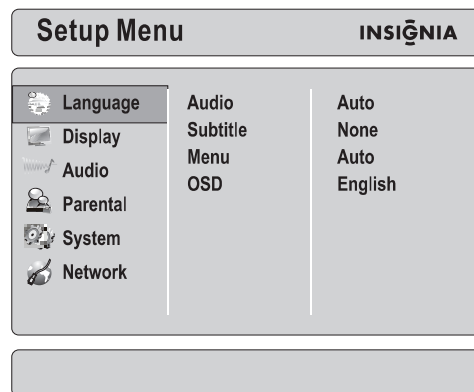 Setup Menu
INSIGNIA
Language
Display
Audio
Parental
System
Network
Audio Auto
Subtitle None
Menu Auto
OSD English